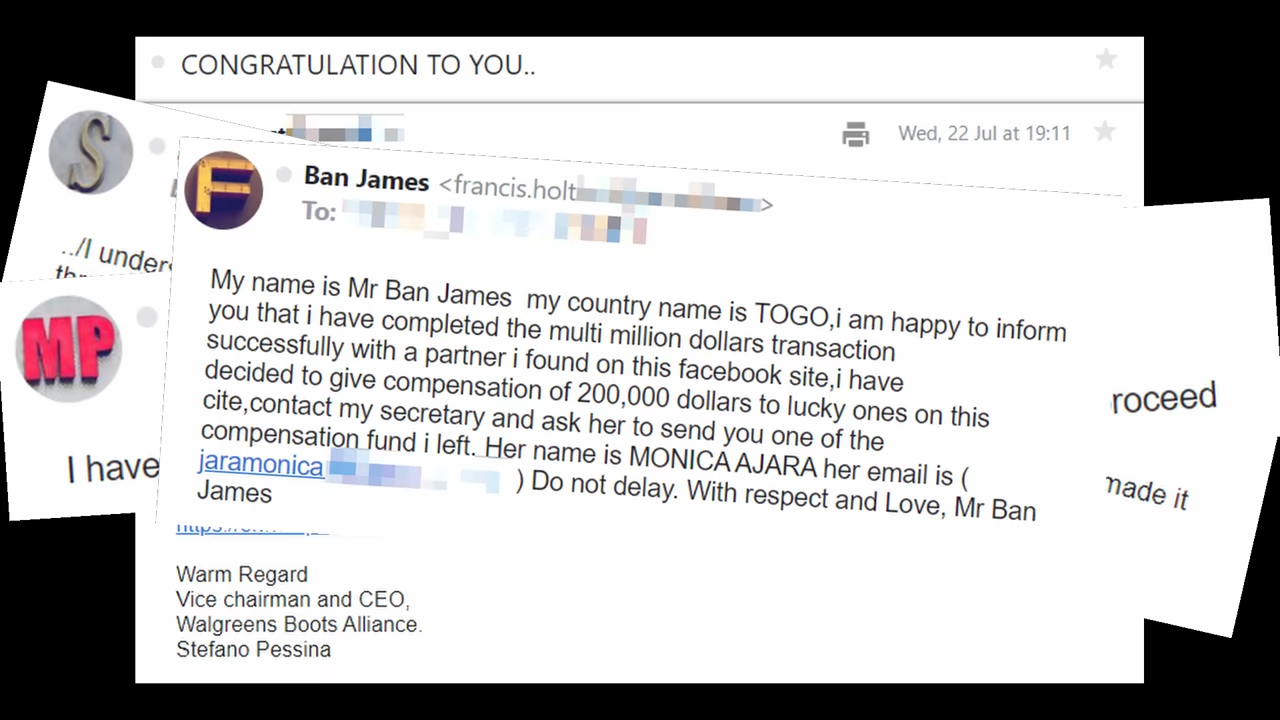 CONGRATULATION TO YOU..
Wed, 22 Jul at 19:11
S
F
Ban James <francis.holt >
To:
../I unders
MP
I have
My name is Mr Ban James  my country name is TOGO,i am happy to inform
you that i have completed the multi million dollars transaction
successfully with a partner i found on this facebook site,i have
decided to give compensation of 200,000 dollars to lucky ones on this
cite,contact my secretary and ask her to send you one of the
compensation fund i left. Her name is MONICA AJARA her email is (
jaramonica ) Do not delay. With respect and Love, Mr Ban
James
roceed
made it
Warm Regard
Vice chairman and CEO,
Walgreens Boots Alliance.
Stefano Pessina